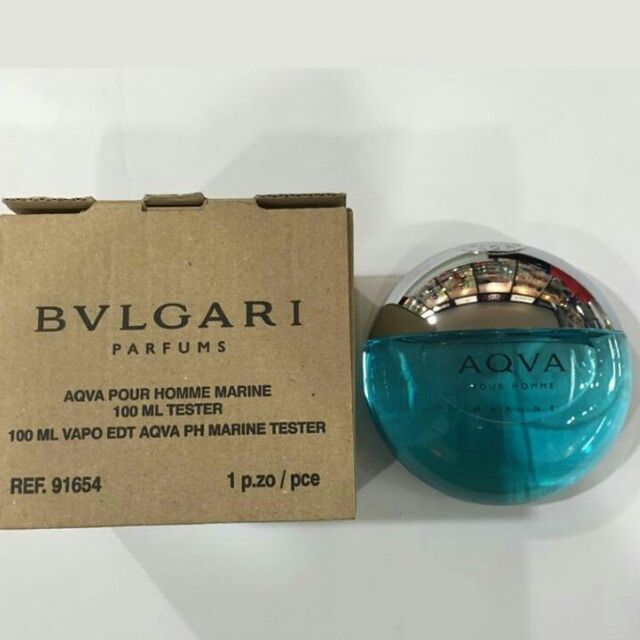 BVLGARI
PARFUMS
AQVA POUR HOMME MARINE
100 ML TESTER
100 ML VAPO EDT AQVA PH MARINE TESTER
REF. 91654 1 p.zo / pce
AQVA
POUR HOMME
MARINE